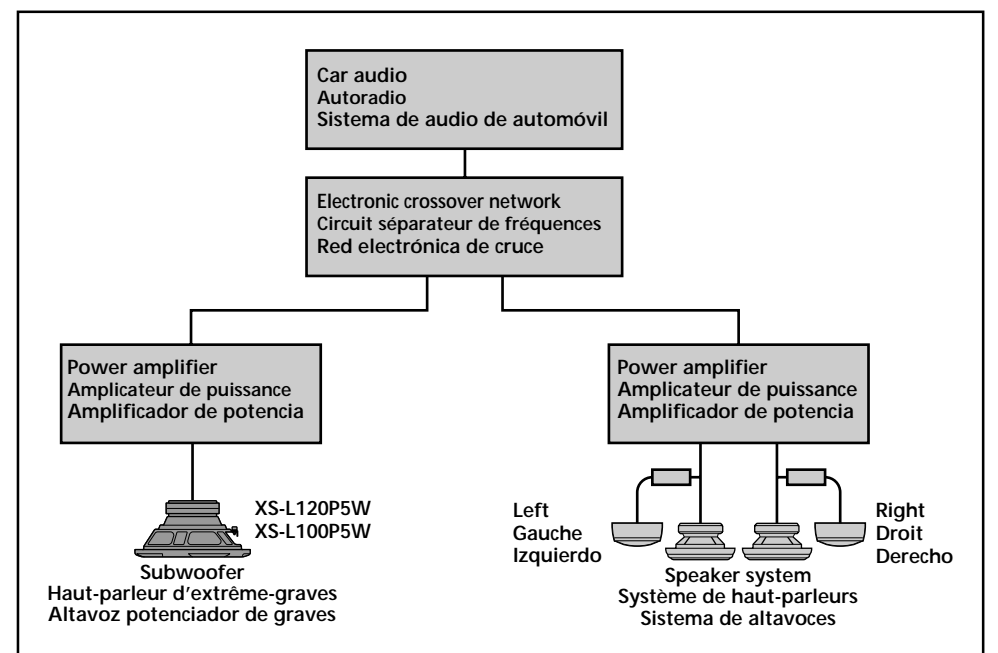 Car audio
Autoradio
Sistema de audio de automóvil
Electronic crossover network
Circuit séparateur de fréquences
Red electrónica de cruce
Power amplifier
Amplicateur de puissance
Amplificador de potencia
Power amplifier
Amplicateur de puissance
Amplificador de potencia
XS-L120P5W
XS-L100P5W
Subwoofer
Haut-parleur d'extrême-graves
Altavoz potenciador de graves
Left
Gauche
Izquierdo
Right
Droit
Derecho
Speaker system
Système de haut-parleurs
Sistema de altavoces